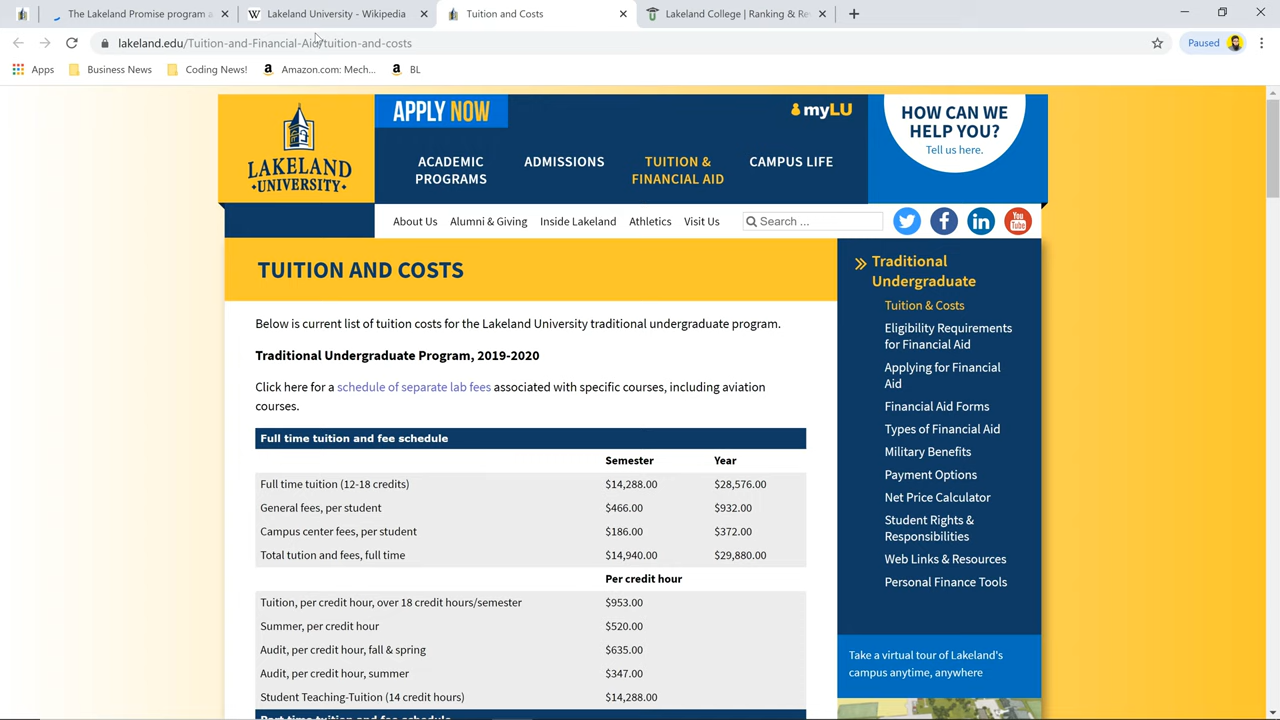 The Lakeland Promise program a
Lakeland University - Wikipedia
Tuition and Costs
Lakeland College | Ranking & Re
lakeland.edu/Tuition-and-Financial-Aid/tuition-and-costs
Paused
Apps
Business News
Coding News!
Amazon.com: Mech...
BL
LAKELAND
UNIVERSITY
APPLY NOW
myLU
HOW CAN WE
HELP YOU?
Tell us here.
ACADEMIC
PROGRAMS
ADMISSIONS
TUITION &
FINANCIAL AID
CAMPUS LIFE
About Us
Alumni & Giving
Inside Lakeland
Athletics
Visit Us
Search ...
You
Tube
TUITION AND COSTS
Below is current list of tuition costs for the Lakeland University traditional undergraduate program.
Traditional Undergraduate Program, 2019-2020
Click here for a schedule of separate lab fees associated with specific courses, including aviation
courses.
Full time tuition and fee schedule
Semester Year
Full time tuition (12-18 credits) $14,288.00 $28,576.00
General fees, per student $466.00 $932.00
Campus center fees, per student $186.00 $372.00
Total tution and fees, full time $14,940.00 $29,880.00
Per credit hour
Tuition, per credit hour, over 18 credit hours/semester $953.00
Summer, per credit hour $520.00
Audit, per credit hour, fall & spring $635.00
Audit, per credit hour, summer $347.00
Student Teaching-Tuition (14 credit hours) $14,288.00
Part time tuition and fee schedule
Traditional
Undergraduate
Tuition & Costs
Eligibility Requirements
for Financial Aid
Applying for Financial
Aid
Financial Aid Forms
Types of Financial Aid
Military Benefits
Payment Options
Net Price Calculator
Student Rights &
Responsibilities
Web Links & Resources
Personal Finance Tools
Take a virtual tour of Lakeland's
campus anytime, anywhere